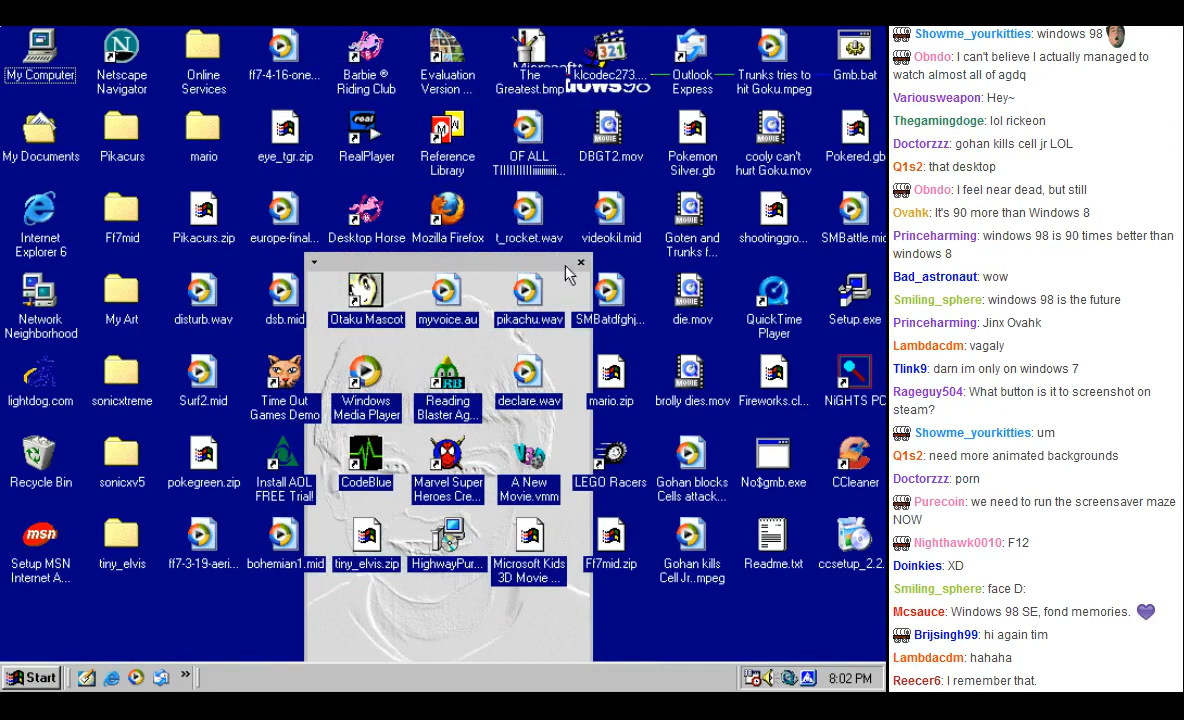 My Computer
Netscape
Navigator
Online
Services
ff7-4-16-one...
Barbie ®
Riding Club
Evaluation
Version ...
The
Greatest.bmp
klcodec273....
Outlook
Express
Trunks tries to
hit Goku.mpeg
Gmb.bat
My Documents
Pikacurs
mario
eye_tgr.zip
RealPlayer
Reference
Library
OF ALL
TIIIIIIIIIiiiiiiiiii...
DBGT2.mov
Pokemon
Silver.gb
cooly can't
hurt Goku.mov
Pokered.gb
Internet
Explorer 6
Ff7mid
Pikacurs.zip
europe-final...
Desktop Horse
Mozilla Firefox
t_rocket.wav
videokil.mid
Goten and
Trunks f...
shootinggro...
SMBattle.mid
Network
Neighborhood
My Art
disturb.wav
dsb.mid
Otaku Mascot
myvoice.au
pikachu.wav
SMBatdfghj...
die.mov
QuickTime
Player
Setup.exe
lightdog.com
sonicxtreme
Surf2.mid
Time Out
Games Demo
Windows
Media Player
Reading
Blaster Ag...
declare.wav
mario.zip
brolly dies.mov
Fireworks.cl...
NiGHTS PC
Recycle Bin
sonicxv5
pokegreen.zip
Install AOL
FREE Trial!
CodeBlue
Marvel Super
Heroes Cre...
A New
Movie.vmm
LEGO Racers
Gohan blocks
Cells attack...
No$gmb.exe
CCleaner
Setup MSN
Internet A...
tiny_elvis
ff7-3-19-aeri...
bohemian1.mid
tiny_elvis.zip
HighwayPur...
Microsoft Kids
3D Movie ...
Ff7mid.zip
Gohan kills
Cell Jr..mpeg
Readme.txt
ccsetup_2.2...
Start
8:02 PM
Showme_yourkitties: windows 98
Obndo: I can't believe I actually managed to
watch almost all of agdq
Variousweapon: Hey~
Thegamingdoge: lol rickeon
Doctorzzz: gohan kills cell jr LOL
Q1s2: that desktop
Obndo: I feel near dead, but still
Ovahk: It's 90 more than Windows 8
Princeharming: windows 98 is 90 times better than
windows 8
Bad_astronaut: wow
Smiling_sphere: windows 98 is the future
Princeharming: Jinx Ovahk
Lambdacdm: vagaly
Tlink9: darn im only on windows 7
Rageguy504: What button is it to screenshot on
steam?
Showme_yourkitties: um
Q1s2: need more animated backgrounds
Doctorzzz: porn
Purecoin: we need to run the screensaver maze
NOW
Nighthawk0010: F12
Doinkies: XD
Smiling_sphere: face D:
Mcsauce: Windows 98 SE, fond memories.
Brijsingh99: hi again tim
Lambdacdm: hahaha
Reecer6: I remember that.